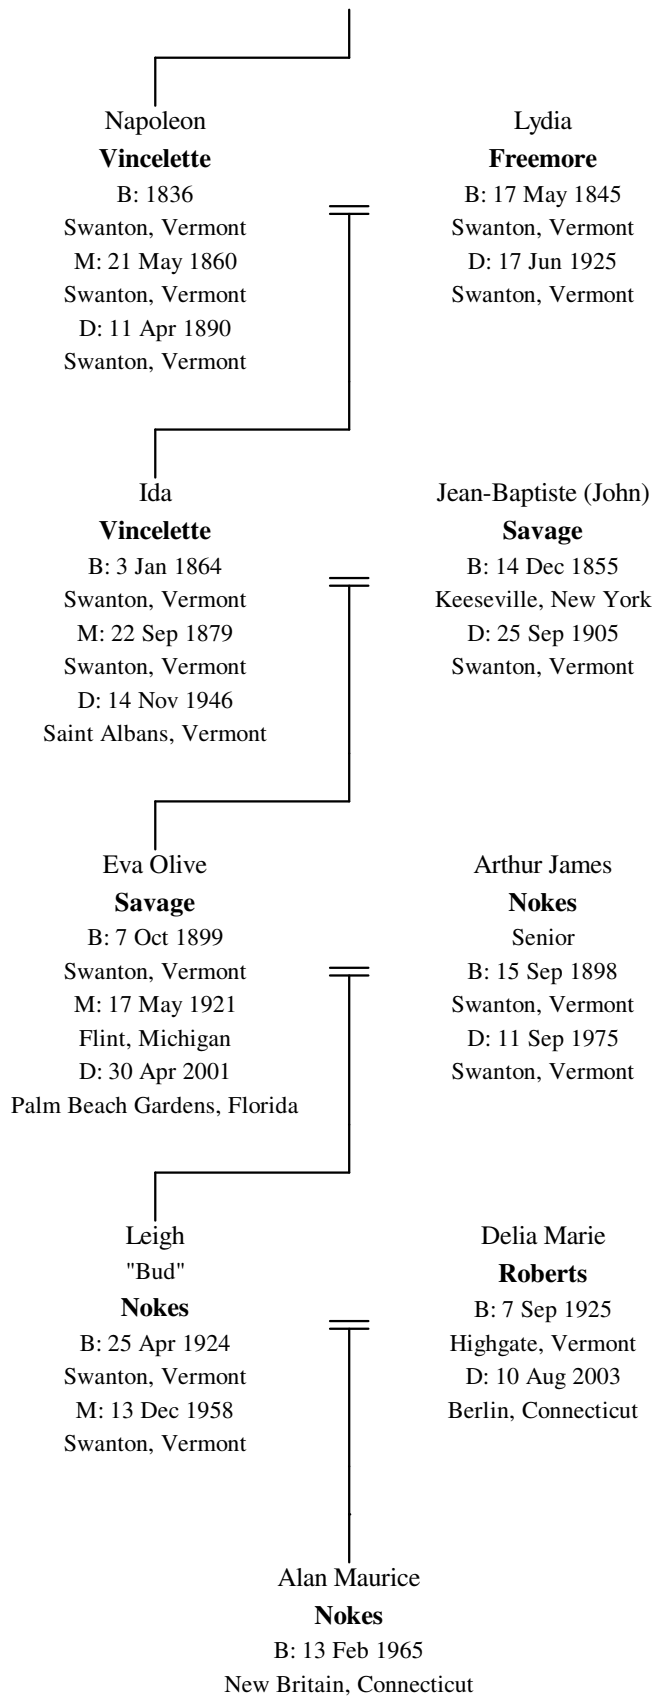 Napoleon
Vincelette
B: 1836
Swanton, Vermont
M: 21 May 1860
Swanton, Vermont
D: 11 Apr 1890
Swanton, Vermont
Lydia
Freemore
B: 17 May 1845
Swanton, Vermont
D: 17 Jun 1925
Swanton, Vermont
Ida
Vincelette
B: 3 Jan 1864
Swanton, Vermont
M: 22 Sep 1879
Swanton, Vermont
D: 14 Nov 1946
Saint Albans, Vermont
Jean-Baptiste (John)
Savage
B: 14 Dec 1855
Keeseville, New York
D: 25 Sep 1905
Swanton, Vermont
Eva Olive
Savage
B: 7 Oct 1899
Swanton, Vermont
M: 17 May 1921
Flint, Michigan
D: 30 Apr 2001
Palm Beach Gardens, Florida
Arthur James
Nokes
Senior
B: 15 Sep 1898
Swanton, Vermont
D: 11 Sep 1975
Swanton, Vermont
Leigh
"Bud"
Nokes
B: 25 Apr 1924
Swanton, Vermont
M: 13 Dec 1958
Swanton, Vermont
Delia Marie
Roberts
B: 7 Sep 1925
Highgate, Vermont
D: 10 Aug 2003
Berlin, Connecticut
Alan Maurice
Nokes
B: 13 Feb 1965
New Britain, Connecticut